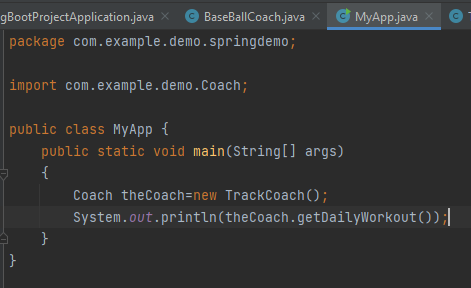 gBootProjectApplication.java × BaseBallCoach.java × MyApp.java ×
package com.example.demo.springdemo;
import com.example.demo.Coach;
public class MyApp {
public static void main(String[] args)
{
Coach theCoach=new TrackCoach();
System.out.println(theCoach.getDailyWorkout());
}
}